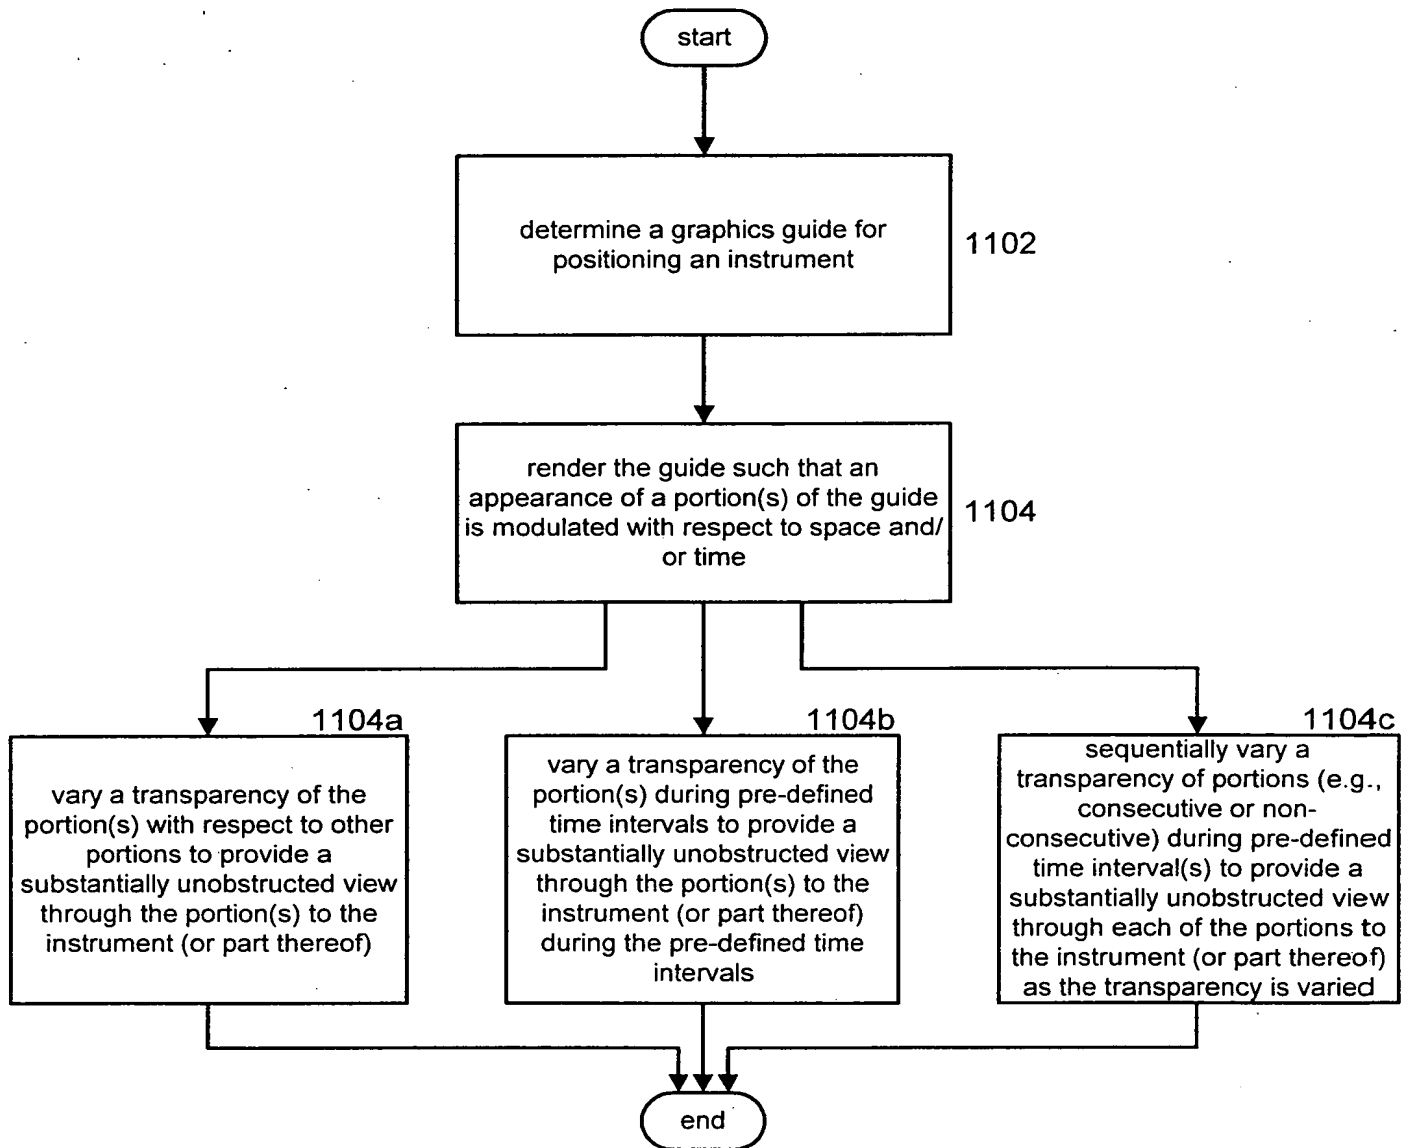 start
determine a graphics guide for
positioning an instrument
1102
render the guide such that an
appearance of a portion(s) of the guide
is modulated with respect to space and/
or time
1104
1104a
vary a transparency of the
portion(s) with respect to other
portions to provide a
substantially unobstructed view
through the portion(s) to the
instrument (or part thereof)
1104b
vary a transparency of the
portion(s) during pre-defined
time intervals to provide a
substantially unobstructed view
through the portion(s) to the
instrument (or part thereof)
during the pre-defined time
intervals
1104c
sequentially vary a
transparency of portions (e.g.,
consecutive or non-
consecutive) during pre-defined
time interval(s) to provide a
substantially unobstructed view
through each of the portions to
the instrument (or part thereof)
as the transparency is varied
end